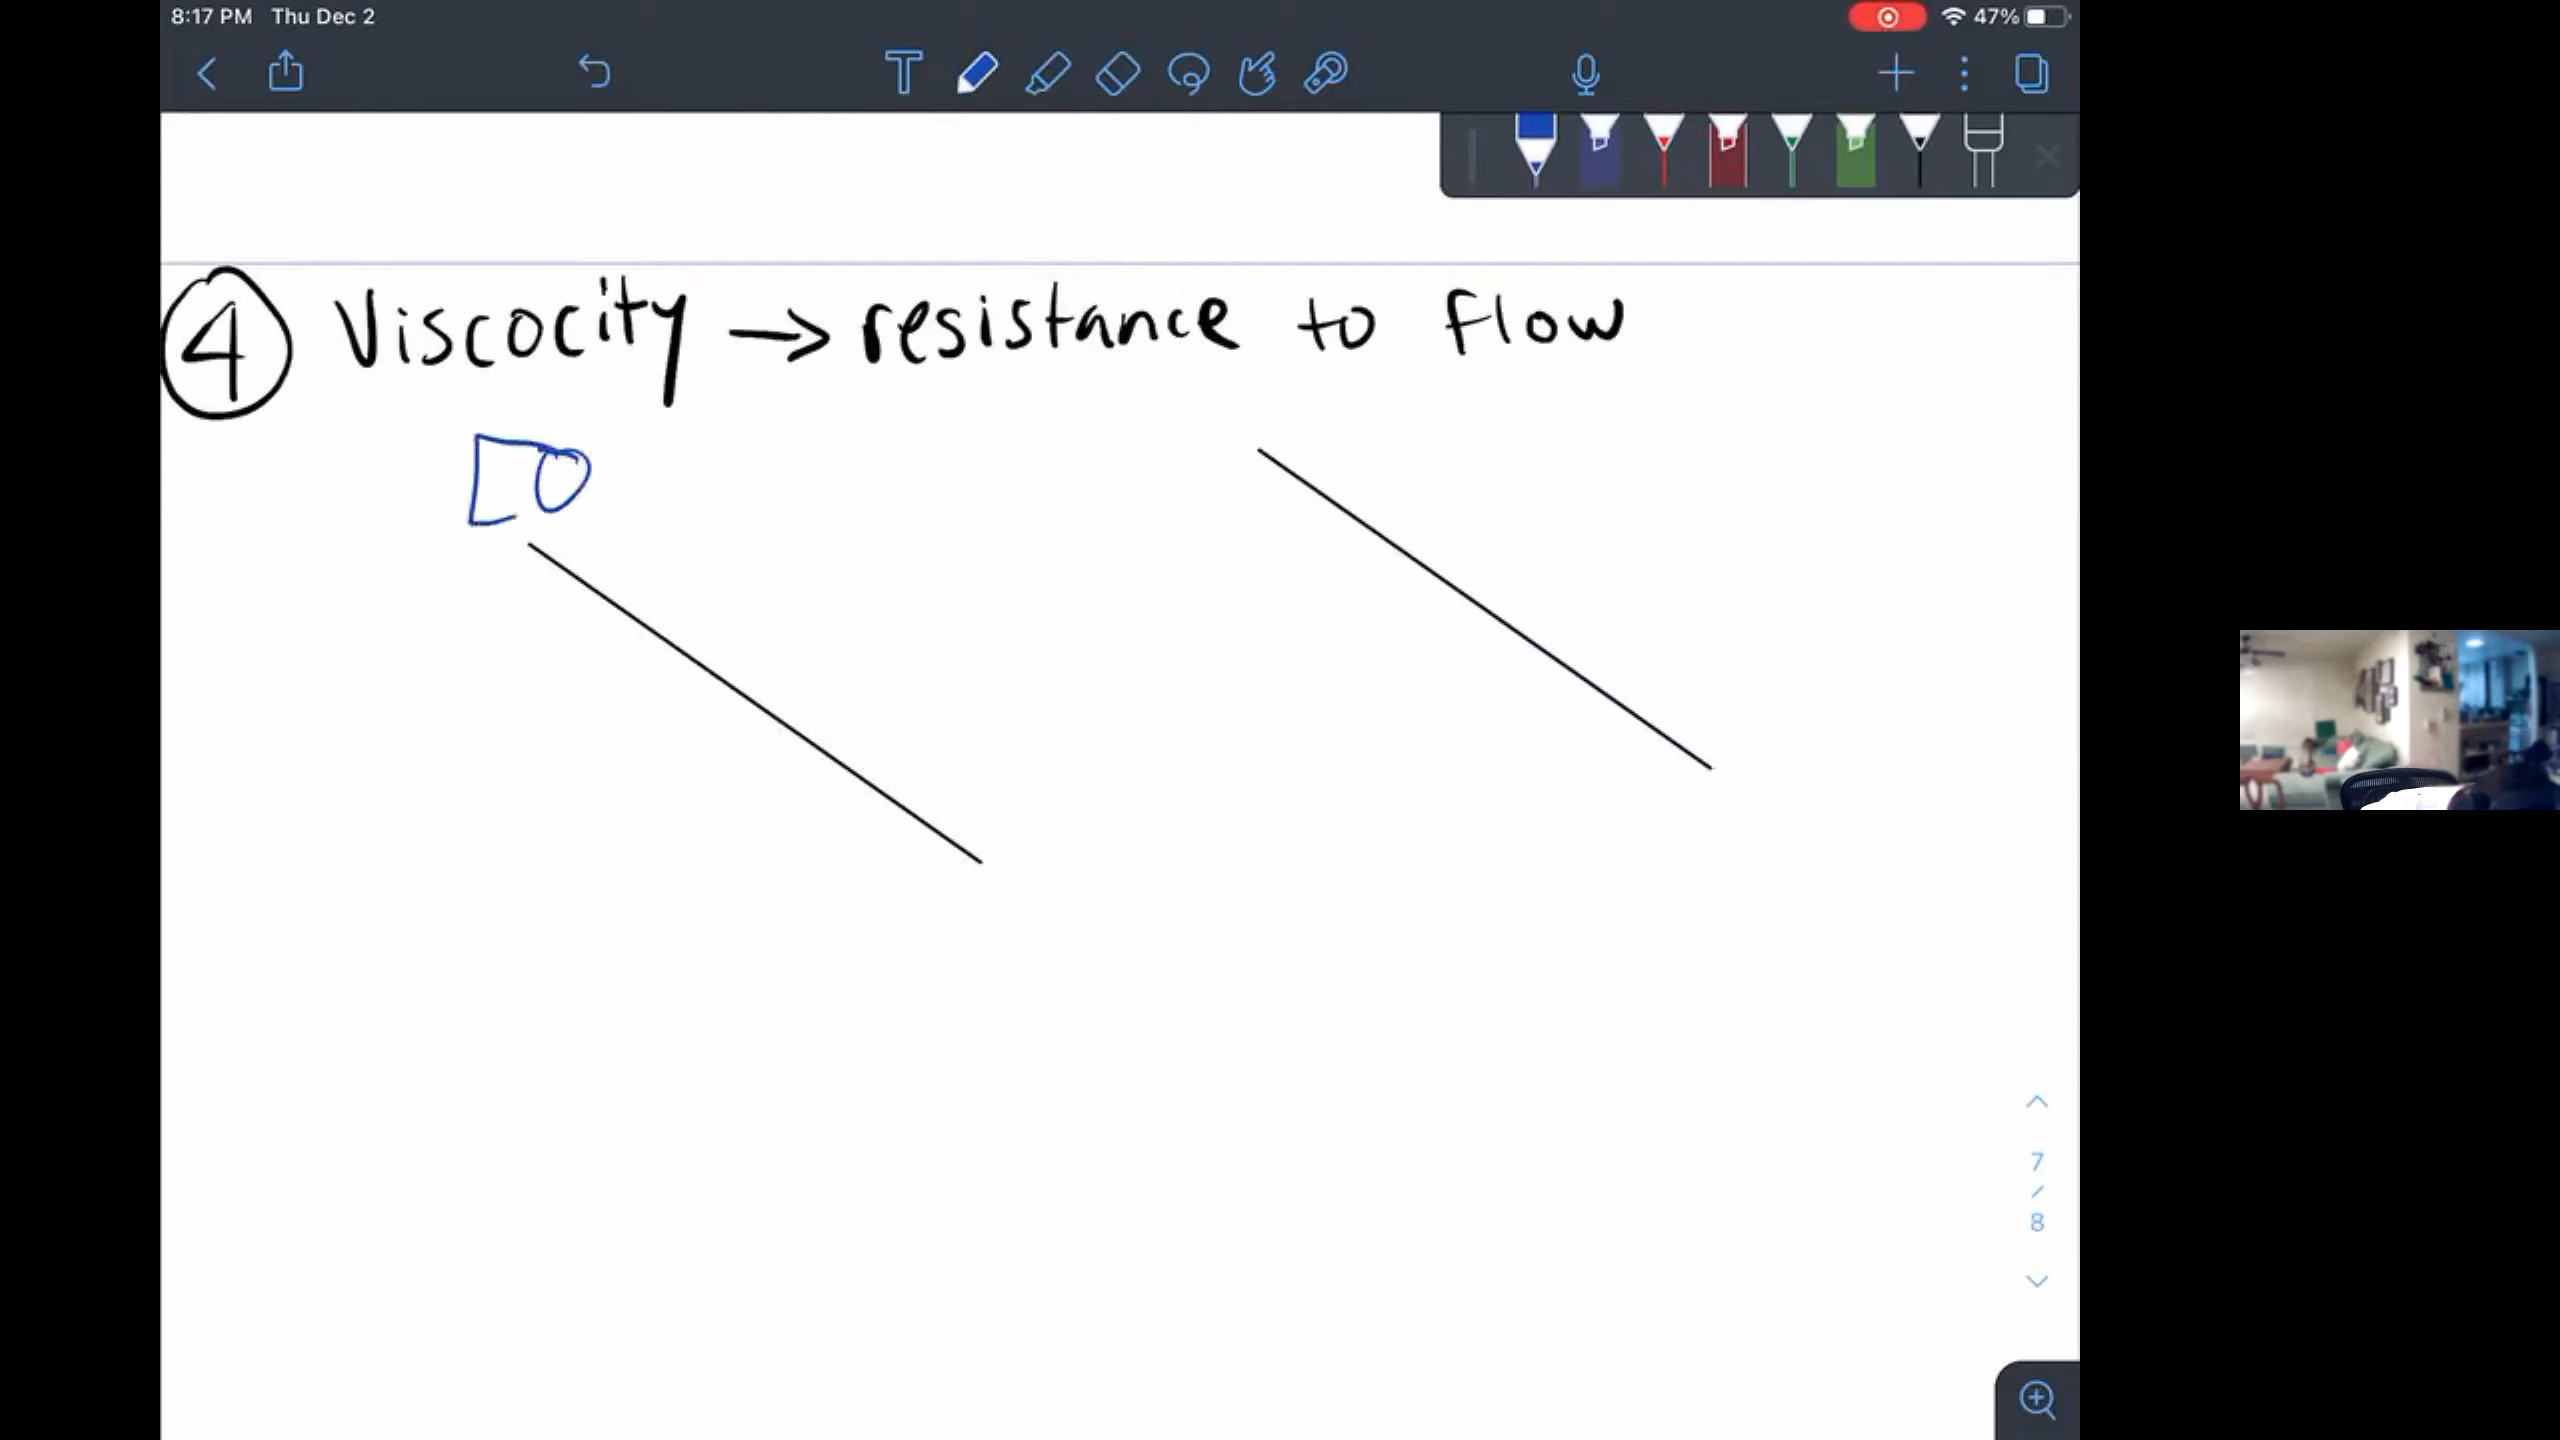 8:17 PM Thu Dec 2
47%
T
④ Viscocity → resistance to flow
7
/
8